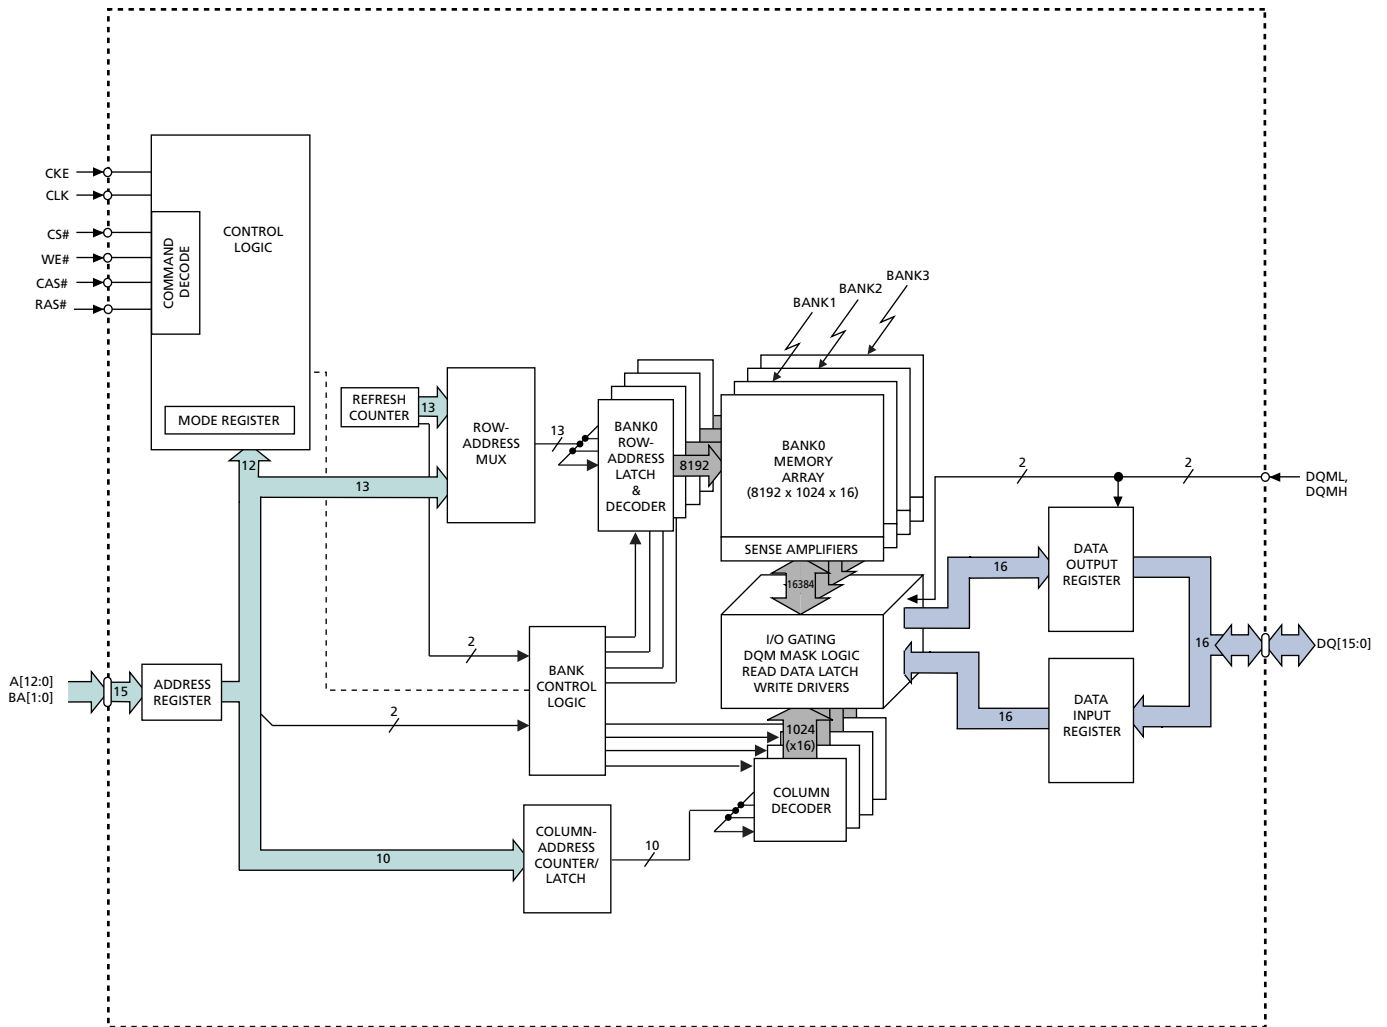 CKE
CLK
CS#
WE#
CAS#
RAS#
CONTROL
LOGIC
COMMAND
DECODE
MODE REGISTER
12
BANK3
BANK2
BANK1
REFRESH
COUNTER
13
13
ROW-
ADDRESS
MUX
13
BANK0
ROW-
ADDRESS
LATCH
&
DECODER
8192
BANK0
MEMORY
ARRAY
(8192 x 1024 x 16)
SENSE AMPLIFIERS
16384
I/O GATING
DQM MASK LOGIC
READ DATA LATCH
WRITE DRIVERS
2
2
DQML,
DQMH
DATA
OUTPUT
REGISTER
16
16
DQ[15:0]
DATA
INPUT
REGISTER
16
A[12:0]
BA[1:0]
15
ADDRESS
REGISTER
2
2
BANK
CONTROL
LOGIC
1024
(x16)
COLUMN
DECODER
10
COLUMN-
ADDRESS
COUNTER/
LATCH
10